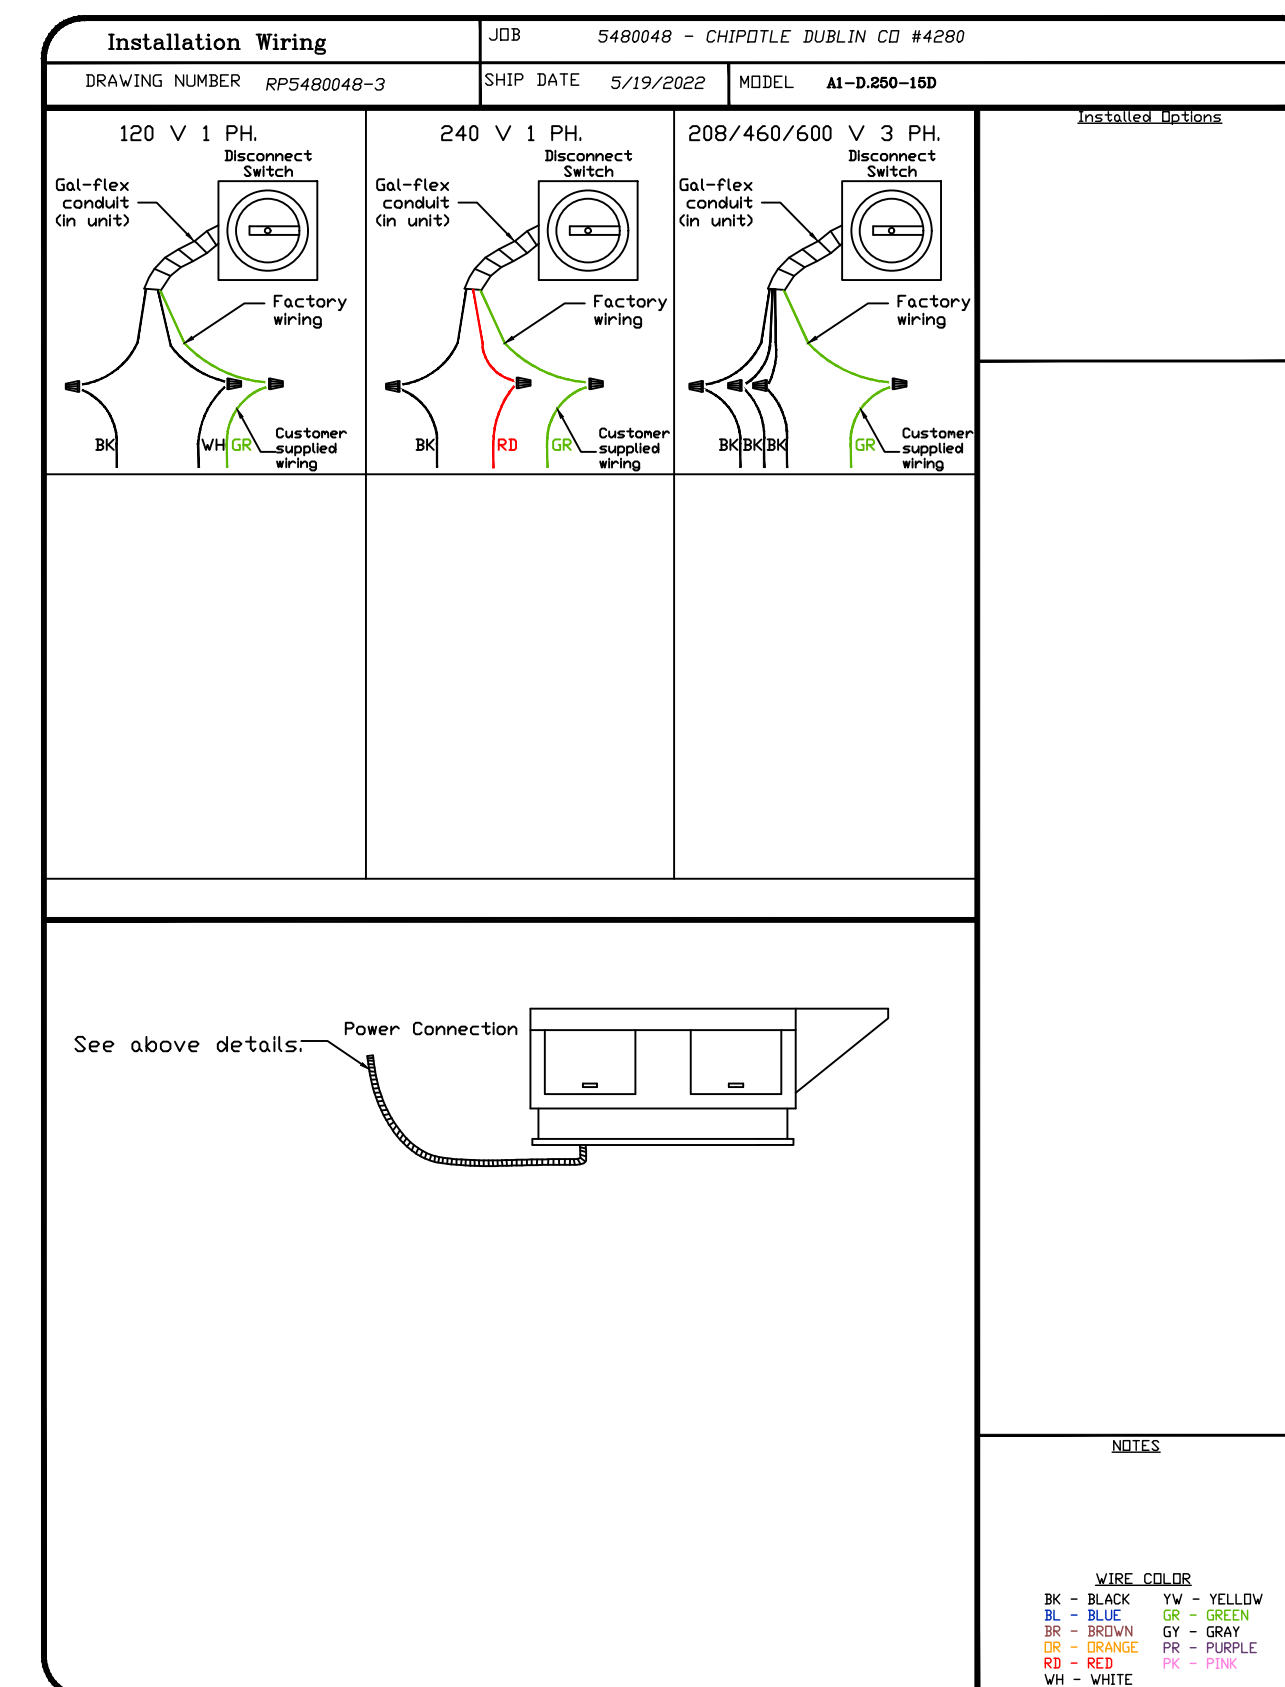 Installation Wiring
JOB 5480048 - CHIPOTLE DUBLIN CO #4280
DRAWING NUMBER RP5480048-3
SHIP DATE 5/19/2022
MODEL A1-D.250-15D
120 V 1 PH.
Disconnect
Switch
Gal-flex
conduit
(in unit)
Factory
wiring
BK
WH
GR
Customer
supplied
wiring
240 V 1 PH.
Disconnect
Switch
Gal-flex
conduit
(in unit)
Factory
wiring
BK
RD
GR
Customer
supplied
wiring
208/460/600 V 3 PH.
Disconnect
Switch
Gal-flex
conduit
(in unit)
Factory
wiring
BK
BK
BK
GR
Customer
supplied
wiring
Installed Options
Power Connection
See above details.
NOTES
WIRE COLOR
BK - BLACK YW - YELLOW
BL - BLUE GR - GREEN
BR - BROWN GY - GRAY
OR - ORANGE PR - PURPLE
RD - RED PK - PINK
WH - WHITE